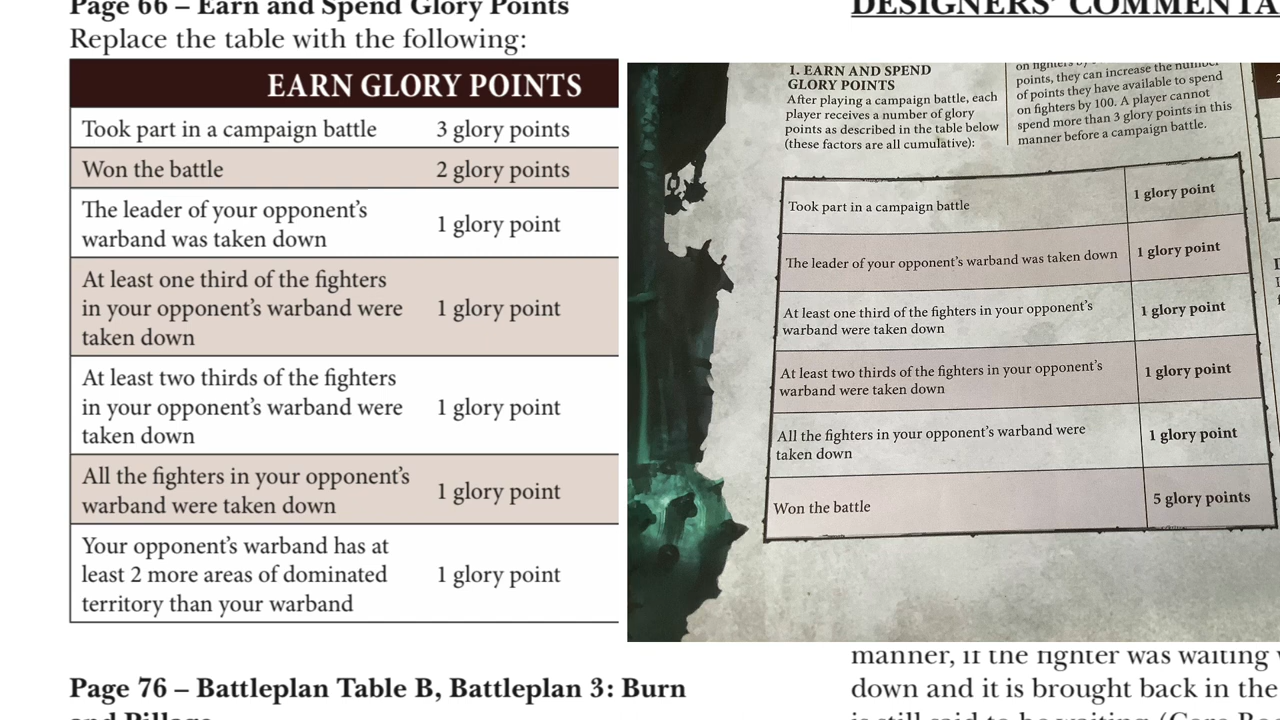 Page 66 – Earn and Spend Glory Points
Replace the table with the following:
EARN GLORY POINTS
Took part in a campaign battle 3 glory points
Won the battle 2 glory points
The leader of your opponent’s
warband was taken down
1 glory point
At least one third of the fighters
in your opponent’s warband were
taken down
1 glory point
At least two thirds of the fighters
in your opponent’s warband were
taken down
1 glory point
All the fighters in your opponent’s
warband were taken down
1 glory point
Your opponent’s warband has at
least 2 more areas of dominated
territory than your warband
1 glory point
Page 76 – Battleplan Table B, Battleplan 3: Burn
and Pillage
DESIGNERS’ COMMENTA
1. EARN AND SPEND
GLORY POINTS
After playing a campaign battle, each
player receives a number of glory
points as described in the table below
(these factors are all cumulative):
on fighters by
points, they can increase the number
of points they have available to spend
on fighters by 100. A player cannot
spend more than 3 glory points in this
manner before a campaign battle.
Took part in a campaign battle 1 glory point
The leader of your opponent’s warband was taken down 1 glory point
At least one third of the fighters in your opponent’s
warband were taken down
1 glory point
At least two thirds of the fighters in your opponent’s
warband were taken down
1 glory point
All the fighters in your opponent’s warband were
taken down
1 glory point
Won the battle 5 glory points
manner, if the fighter was waiting
down and it is brought back in the
is still said to be waiting (Core Boo